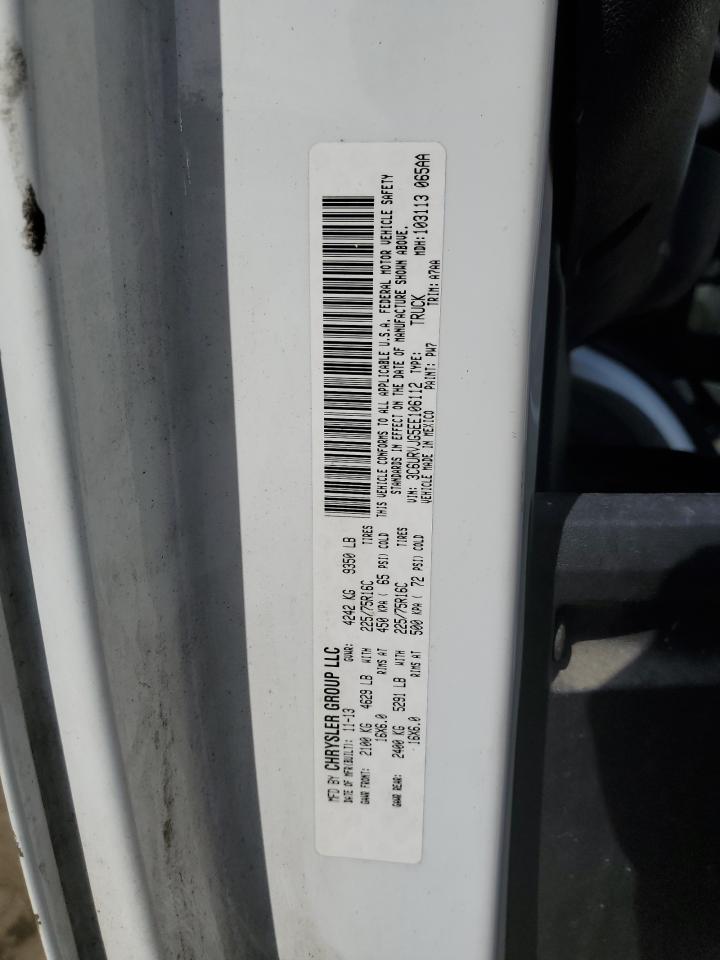 MFD BY CHRYSLER GROUP LLC
DATE OF MFR(BUILT): 11-13 GVWR: 4242 KG 9350 LB
GAWR FRONT: 2100 KG 4629 LB WITH 225/75R16C TIRES
16X6.0 RIMS AT 450 KPA ( 65 PSI) COLD
GAWR REAR: 2400 KG 5291 LB WITH 225/75R16C TIRES
16X6.0 RIMS AT 500 KPA ( 72 PSI) COLD
THIS VEHICLE CONFORMS TO ALL APPLICABLE U.S.A. FEDERAL MOTOR VEHICLE SAFETY
STANDARDS IN EFFECT ON THE DATE OF MANUFACTURE SHOWN ABOVE.
VIN: 3C6URVJG5EE106112 TYPE: TRUCK MDH: 103113 065AA
VEHICLE MADE IN MEXICO PAINT: PW7 TRIM: A7AA